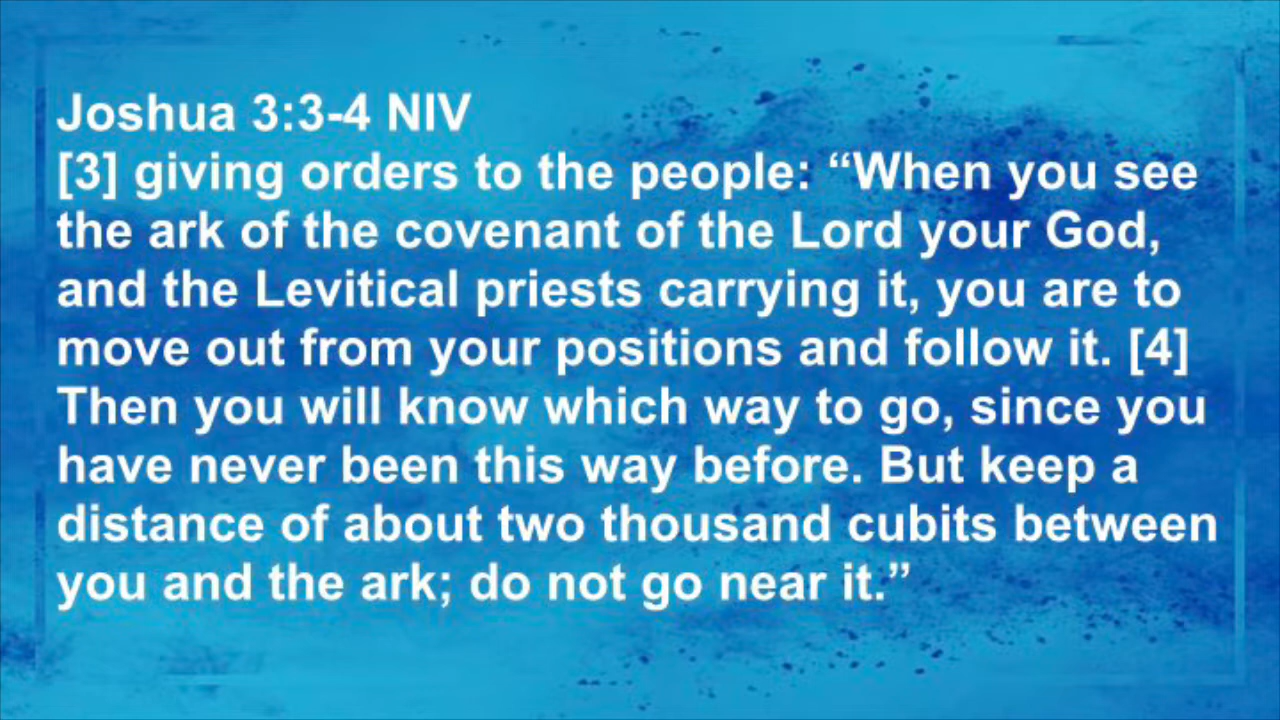 Joshua 3:3-4 NIV
[3] giving orders to the people: “When you see
the ark of the covenant of the Lord your God,
and the Levitical priests carrying it, you are to
move out from your positions and follow it. [4]
Then you will know which way to go, since you
have never been this way before. But keep a
distance of about two thousand cubits between
you and the ark; do not go near it.”